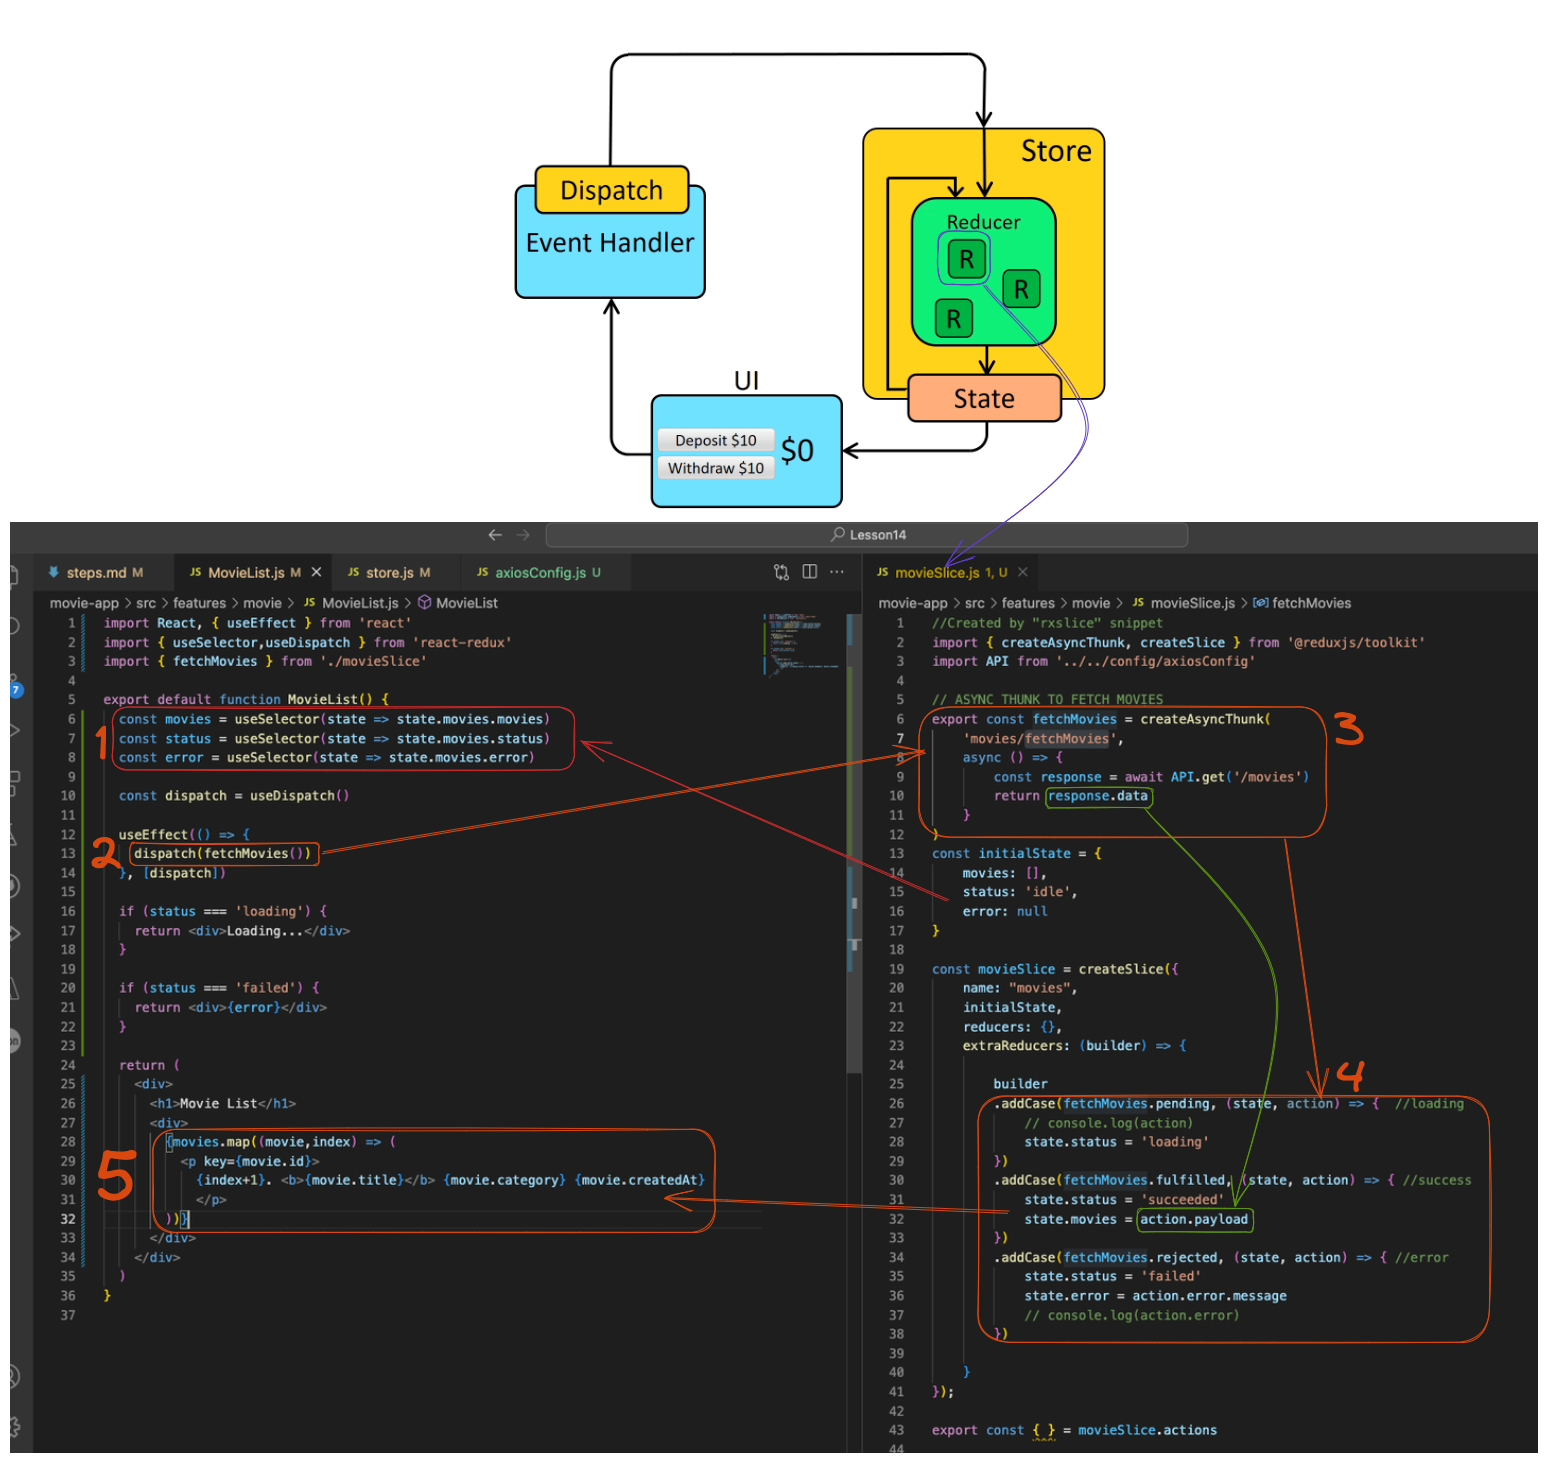 Store
Dispatch
Event Handler
Reducer
R
R
R
State
UI
Deposit $10
Withdraw $10
$0
Lesson14
steps.md M
JS MovieList.js M
JS store.js M
JS axiosConfig.js U
movie-app > src > features > movie > JS MovieList.js > MovieList
7
1 import React, { useEffect } from 'react'
2 import { useSelector,useDispatch } from 'react-redux'
3 import { fetchMovies } from './movieSlice'
4
5 export default function MovieList() {
6 const movies = useSelector(state => state.movies.movies)
7 const status = useSelector(state => state.movies.status)
8 const error = useSelector(state => state.movies.error)
9
10 const dispatch = useDispatch()
11
12 useEffect(() => {
13 dispatch(fetchMovies())
14 }, [dispatch])
15
16 if (status === 'loading') {
17 return <div>Loading...</div>
18 }
19
20 if (status === 'failed') {
21 return <div>{error}</div>
22 }
23
24 return (
25 <div>
26 <h1>Movie List</h1>
27 <div>
28 {movies.map((movie,index) => (
29 <p key={movie.id}>
30 {index+1}. <b>{movie.title}</b> {movie.category} {movie.createdAt}
31 </p>
32 ))}
33 </div>
34 </div>
35 )
36 }
37
1
2
5
JS movieSlice.js 1, U
movie-app > src > features > movie > JS movieSlice.js > fetchMovies
1 //Created by "rxslice" snippet
2 import { createAsyncThunk, createSlice } from '@reduxjs/toolkit'
3 import API from '../../config/axiosConfig'
4
5 // ASYNC THUNK TO FETCH MOVIES
6 export const fetchMovies = createAsyncThunk(
7 'movies/fetchMovies',
8 async () => {
9 const response = await API.get('/movies')
10 return response.data
11 }
12 )
13 const initialState = {
14 movies: [],
15 status: 'idle',
16 error: null
17 }
18
19 const movieSlice = createSlice({
20 name: "movies",
21 initialState,
22 reducers: {},
23 extraReducers: (builder) => {
24
25 builder
26 .addCase(fetchMovies.pending, (state, action) => { //loading
27 // console.log(action)
28 state.status = 'loading'
29 })
30 .addCase(fetchMovies.fulfilled, (state, action) => { //success
31 state.status = 'succeeded'
32 state.movies = action.payload
33 })
34 .addCase(fetchMovies.rejected, (state, action) => { //error
35 state.status = 'failed'
36 state.error = action.error.message
37 // console.log(action.error)
38 })
39
40 }
41 });
42
43 export const { } = movieSlice.actions
44
3
4